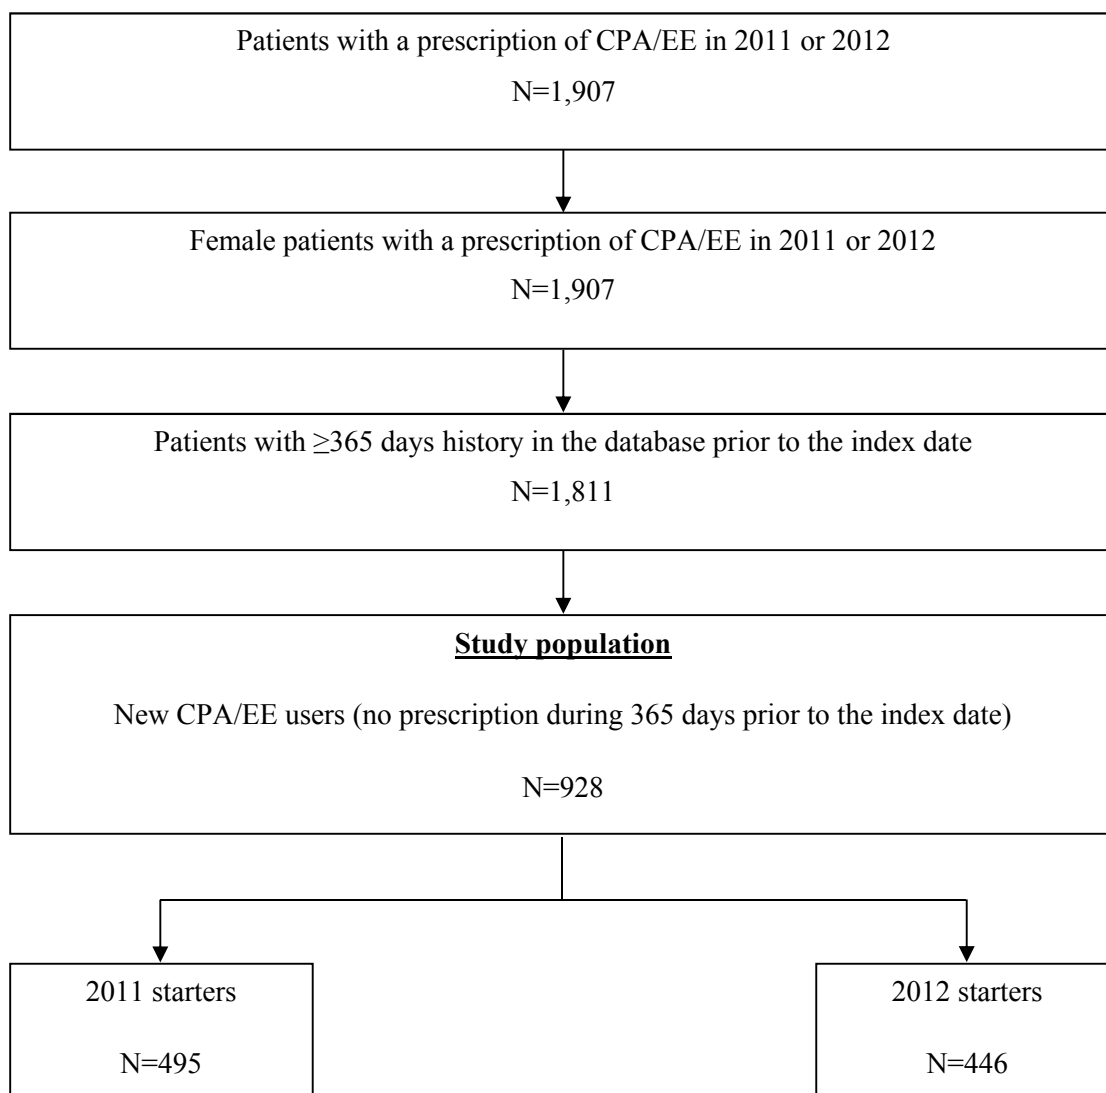 Patients with a prescription of CPA/EE in 2011 or 2012
N=1,907
Female patients with a prescription of CPA/EE in 2011 or 2012
N=1,907
Patients with ≥365 days history in the database prior to the index date
N=1,811
Study population
New CPA/EE users (no prescription during 365 days prior to the index date)
N=928
2011 starters
N=495
2012 starters
N=446